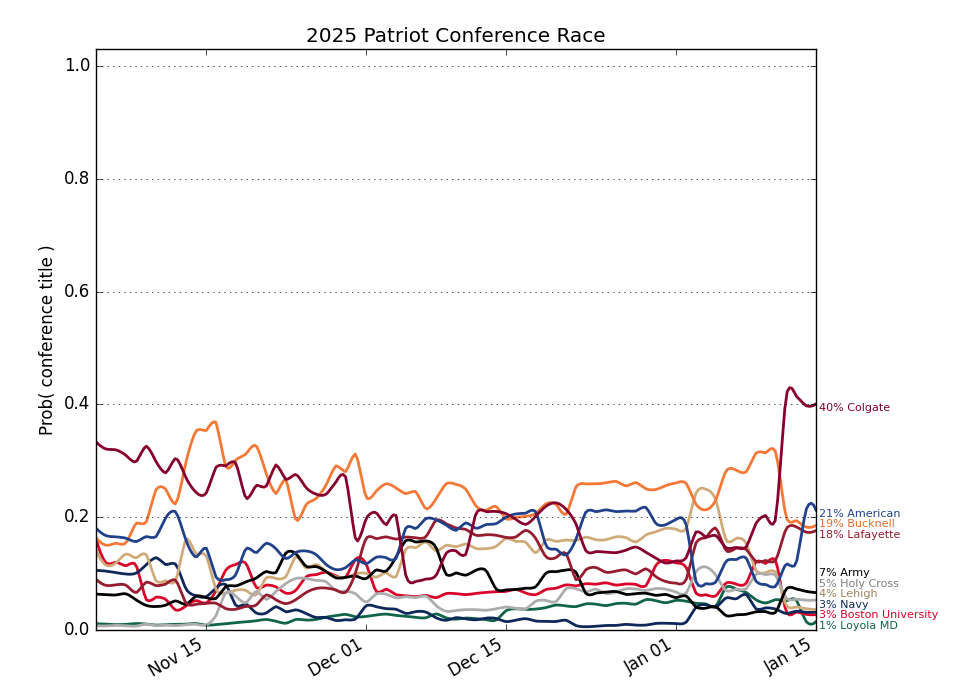 2025 Patriot Conference Race
1.0
0.8
0.6
0.4
0.2
0.0
Prob( conference title )
40% Colgate
21% American
19% Bucknell
18% Lafayette
7% Army
5% Holy Cross
4% Lehigh
3% Navy
3% Boston University
1% Loyola MD
Nov 15
Dec 01
Dec 15
Jan 01
Jan 15